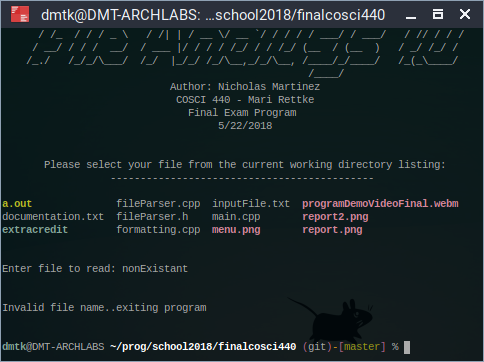 dmtk@DMT-ARCHLABS: ...school2018/finalcosci440
Author: Nicholas Martinez
COSCI 440 - Mari Rettke
Final Exam Program
5/22/2018
Please select your file from the current working directory listing:
--------------------------------------------
a.out fileParser.cpp inputFile.txt programDemoVideoFinal.webm
documentation.txt fileParser.h main.cpp report2.png
extracredit formatting.cpp menu.png report.png
Enter file to read: nonExistant
Invalid file name..exiting program
dmtk@DMT-ARCHLABS ~/prog/school2018/finalcosci440 (git)-[master] %